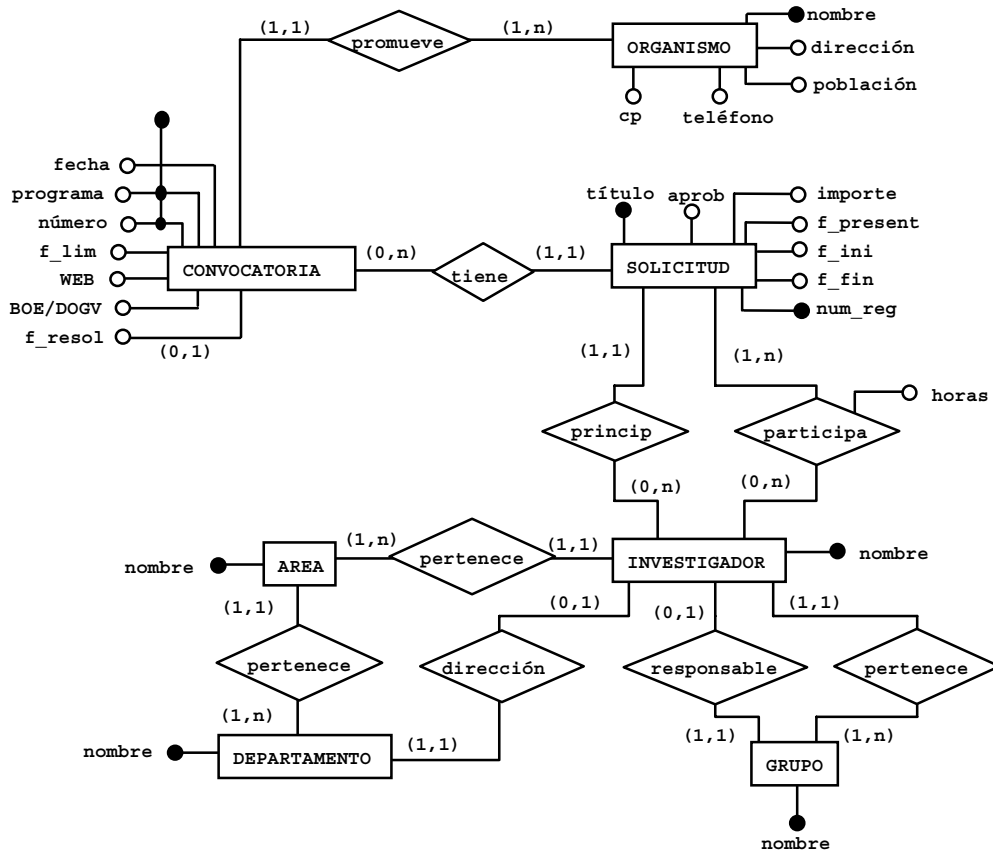 nombre
(1,1)
promueve
(1,n)
ORGANISMO
dirección
población
cp
teléfono
fecha
programa
número
f_lim
WEB
BOE/DOGV
f_resol
(0,1)
CONVOCATORIA
(0,n)
tiene
(1,1)
título
aprob
importe
f_present
f_ini
f_fin
num_reg
SOLICITUD
(1,1)
(1,n)
horas
princip
participa
(0,n)
(0,n)
nombre
AREA
(1,n)
pertenece
(1,1)
INVESTIGADOR
nombre
(1,1)
(0,1)
(0,1)
(1,1)
pertenece
dirección
responsable
pertenece
(1,n)
nombre
DEPARTAMENTO
(1,1)
(1,1)
(1,n)
GRUPO
nombre